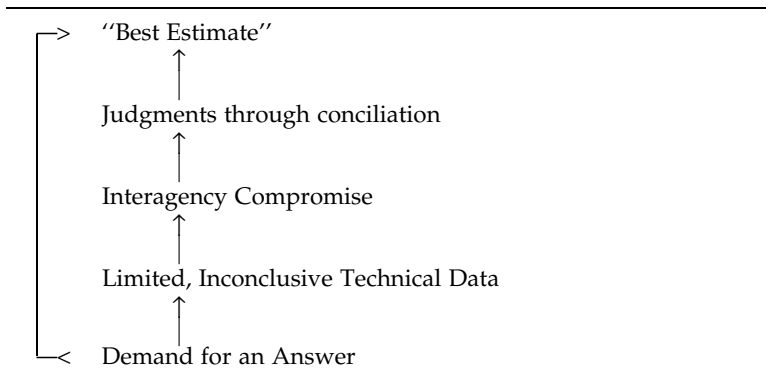 ‘‘Best Estimate’’
Judgments through conciliation
Interagency Compromise
Limited, Inconclusive Technical Data
Demand for an Answer